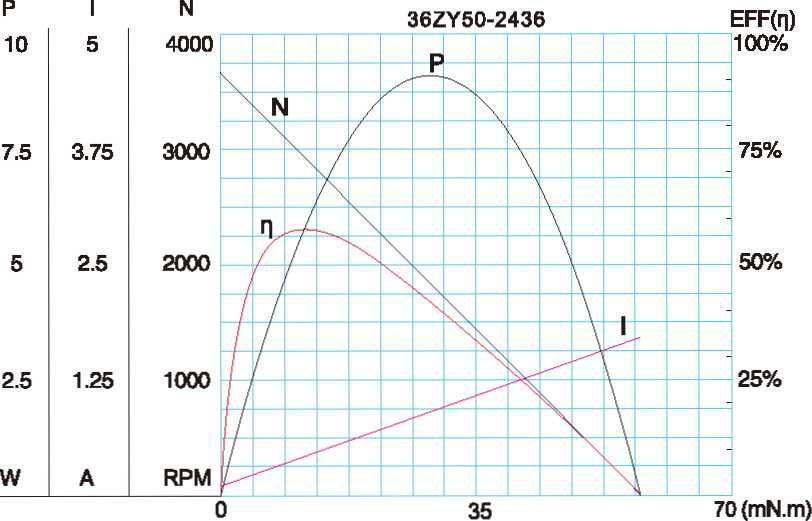 P I N 36ZY50-2436 EFF(η)
10 5 4000 100%
P
N
7.5 3.75 3000 75%
η
5 2.5 2000 50%
I
2.5 1.25 1000 25%
W A RPM
0 35 70 (mN.m)